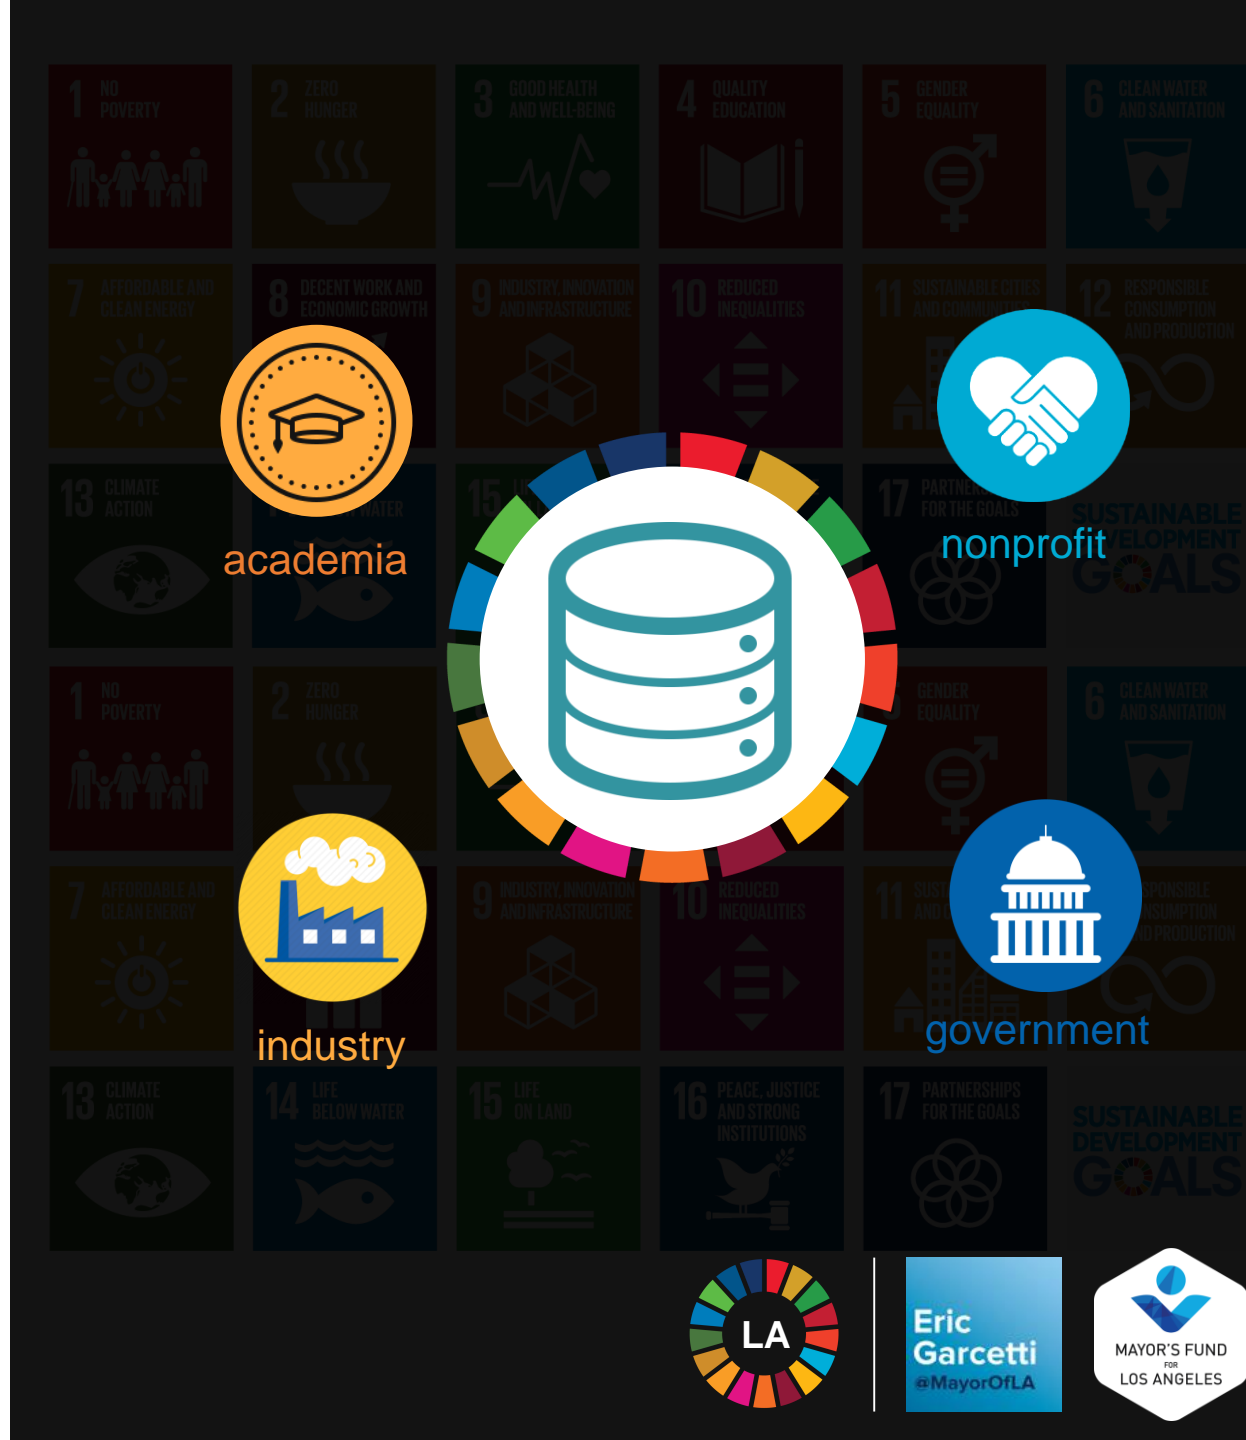 1 NO
POVERTY
2 ZERO
HUNGER
3 GOOD HEALTH
AND WELL-BEING
4 QUALITY
EDUCATION
5 GENDER
EQUALITY
6 CLEAN WATER
AND SANITATION
7 AFFORDABLE AND
CLEAN ENERGY
8 DECENT WORK AND
ECONOMIC GROWTH
9 INDUSTRY, INNOVATION
AND INFRASTRUCTURE
10 REDUCED
INEQUALITIES
11 SUSTAINABLE CITIES
AND COMMUNITIES
12 RESPONSIBLE
CONSUMPTION
AND PRODUCTION
academia
nonprofit
13 CLIMATE
ACTION
WATER
15
17
FOR THE GOALS
SUSTAINABLE
GOALS
1 NO
POVERTY
2 ZERO
HUNGER
GENDER
EQUALITY
6 CLEAN WATER
AND SANITATION
7 AFFORDABLE AND
CLEAN ENERGY
9 INDUSTRY, INNOVATION
AND INFRASTRUCTURE
10 REDUCED
INEQUALITIES
11
industry
government
13 CLIMATE
ACTION
14 LIFE
BELOW WATER
15 LIFE
ON LAND
16 PEACE, JUSTICE
AND STRONG
INSTITUTIONS
17 PARTNERSHIPS
FOR THE GOALS
SUSTAINABLE
DEVELOPMENT
GOALS
LA
Eric
Garcetti
@MayorOfLA
MAYOR'S FUND
FOR
LOS ANGELES